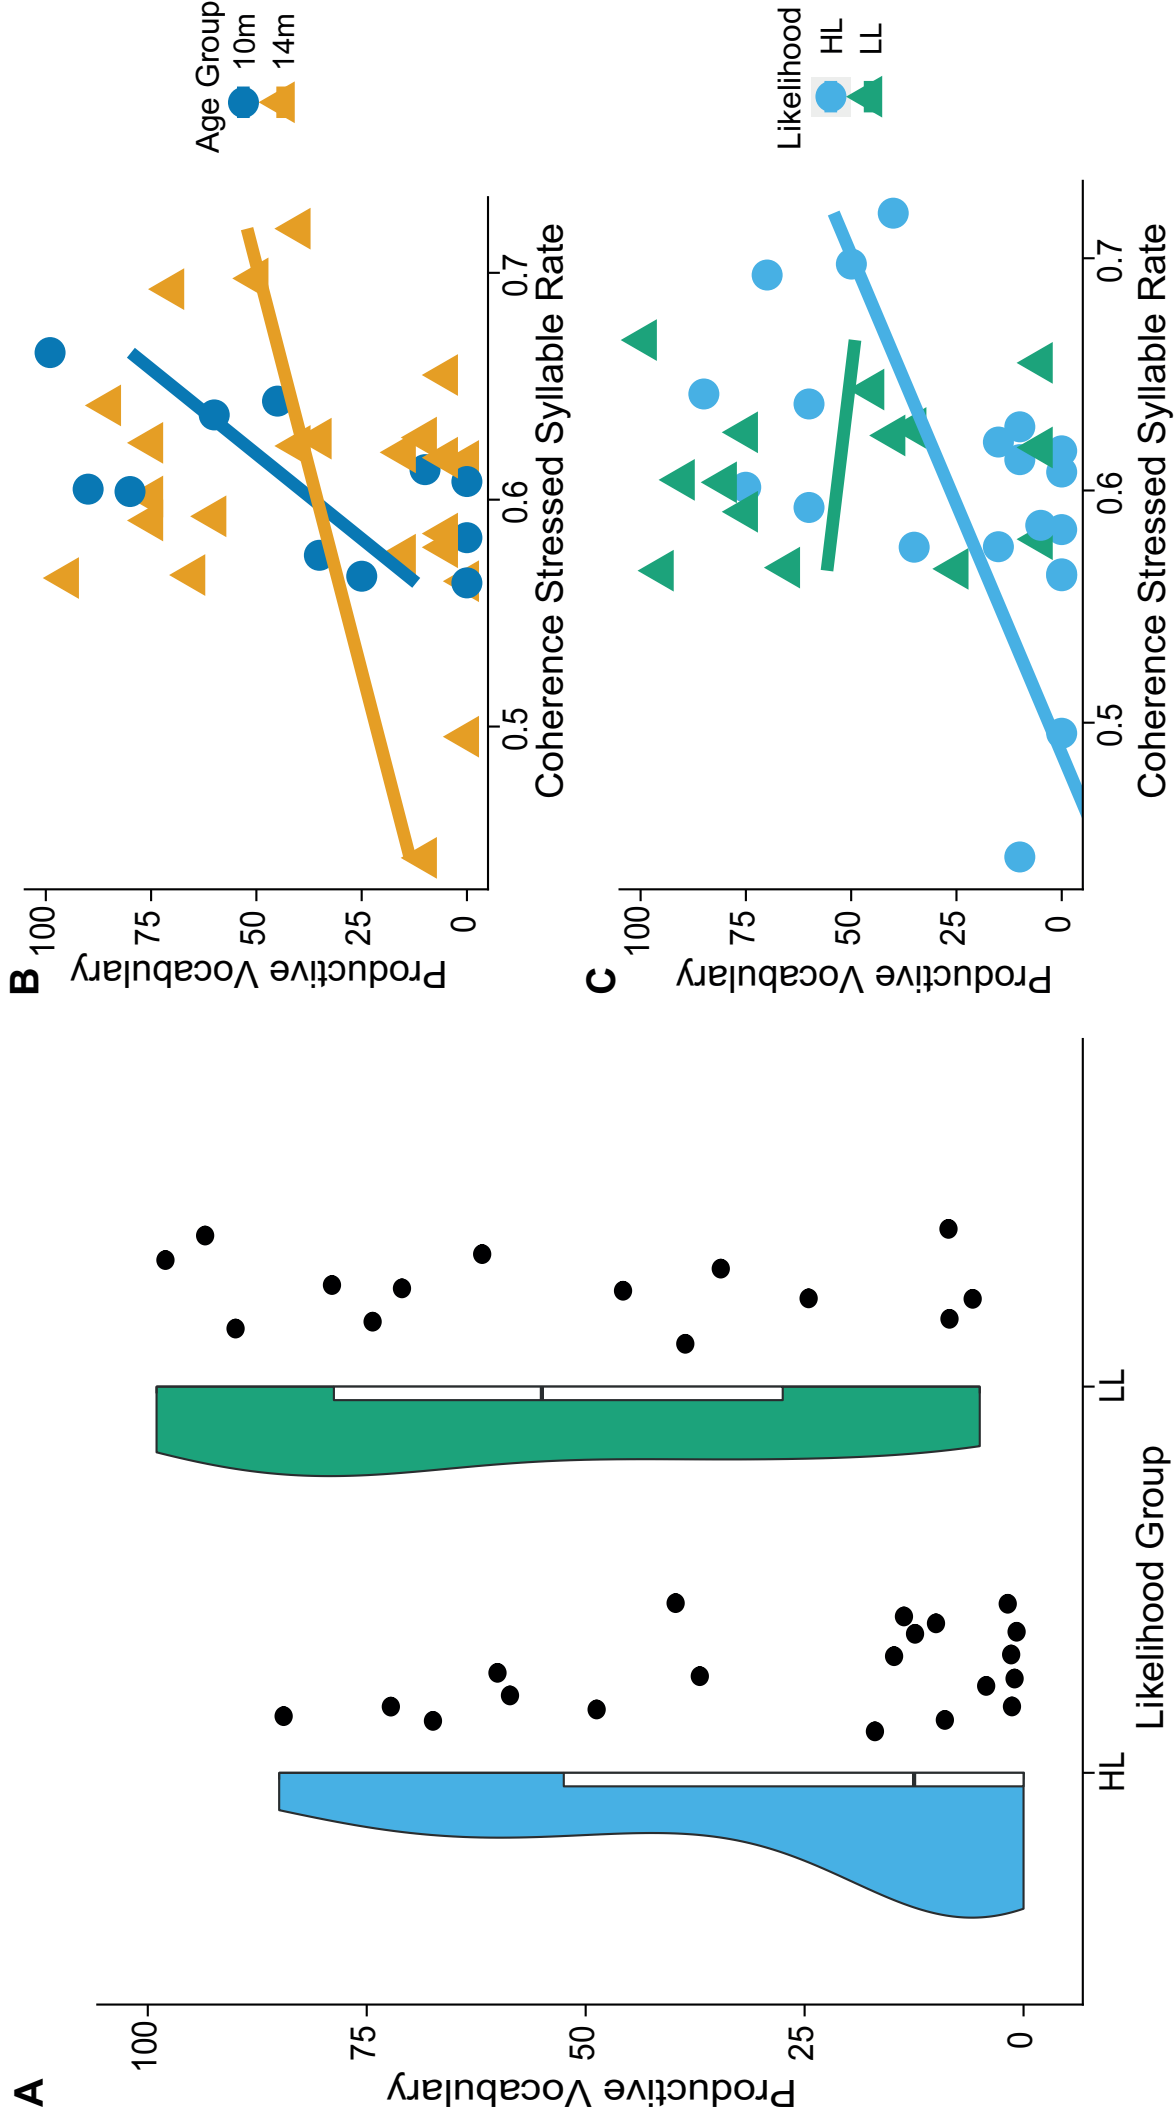 A
Productive Vocabulary
100
75
50
25
0
HL
LL
Likelihood Group
B
Productive Vocabulary
100
75
50
25
0
0.5
0.6
0.7
Coherence Stressed Syllable Rate
Age Group
10m
14m
C
Productive Vocabulary
100
75
50
25
0
0.5
0.6
0.7
Coherence Stressed Syllable Rate
Likelihood
HL
LL